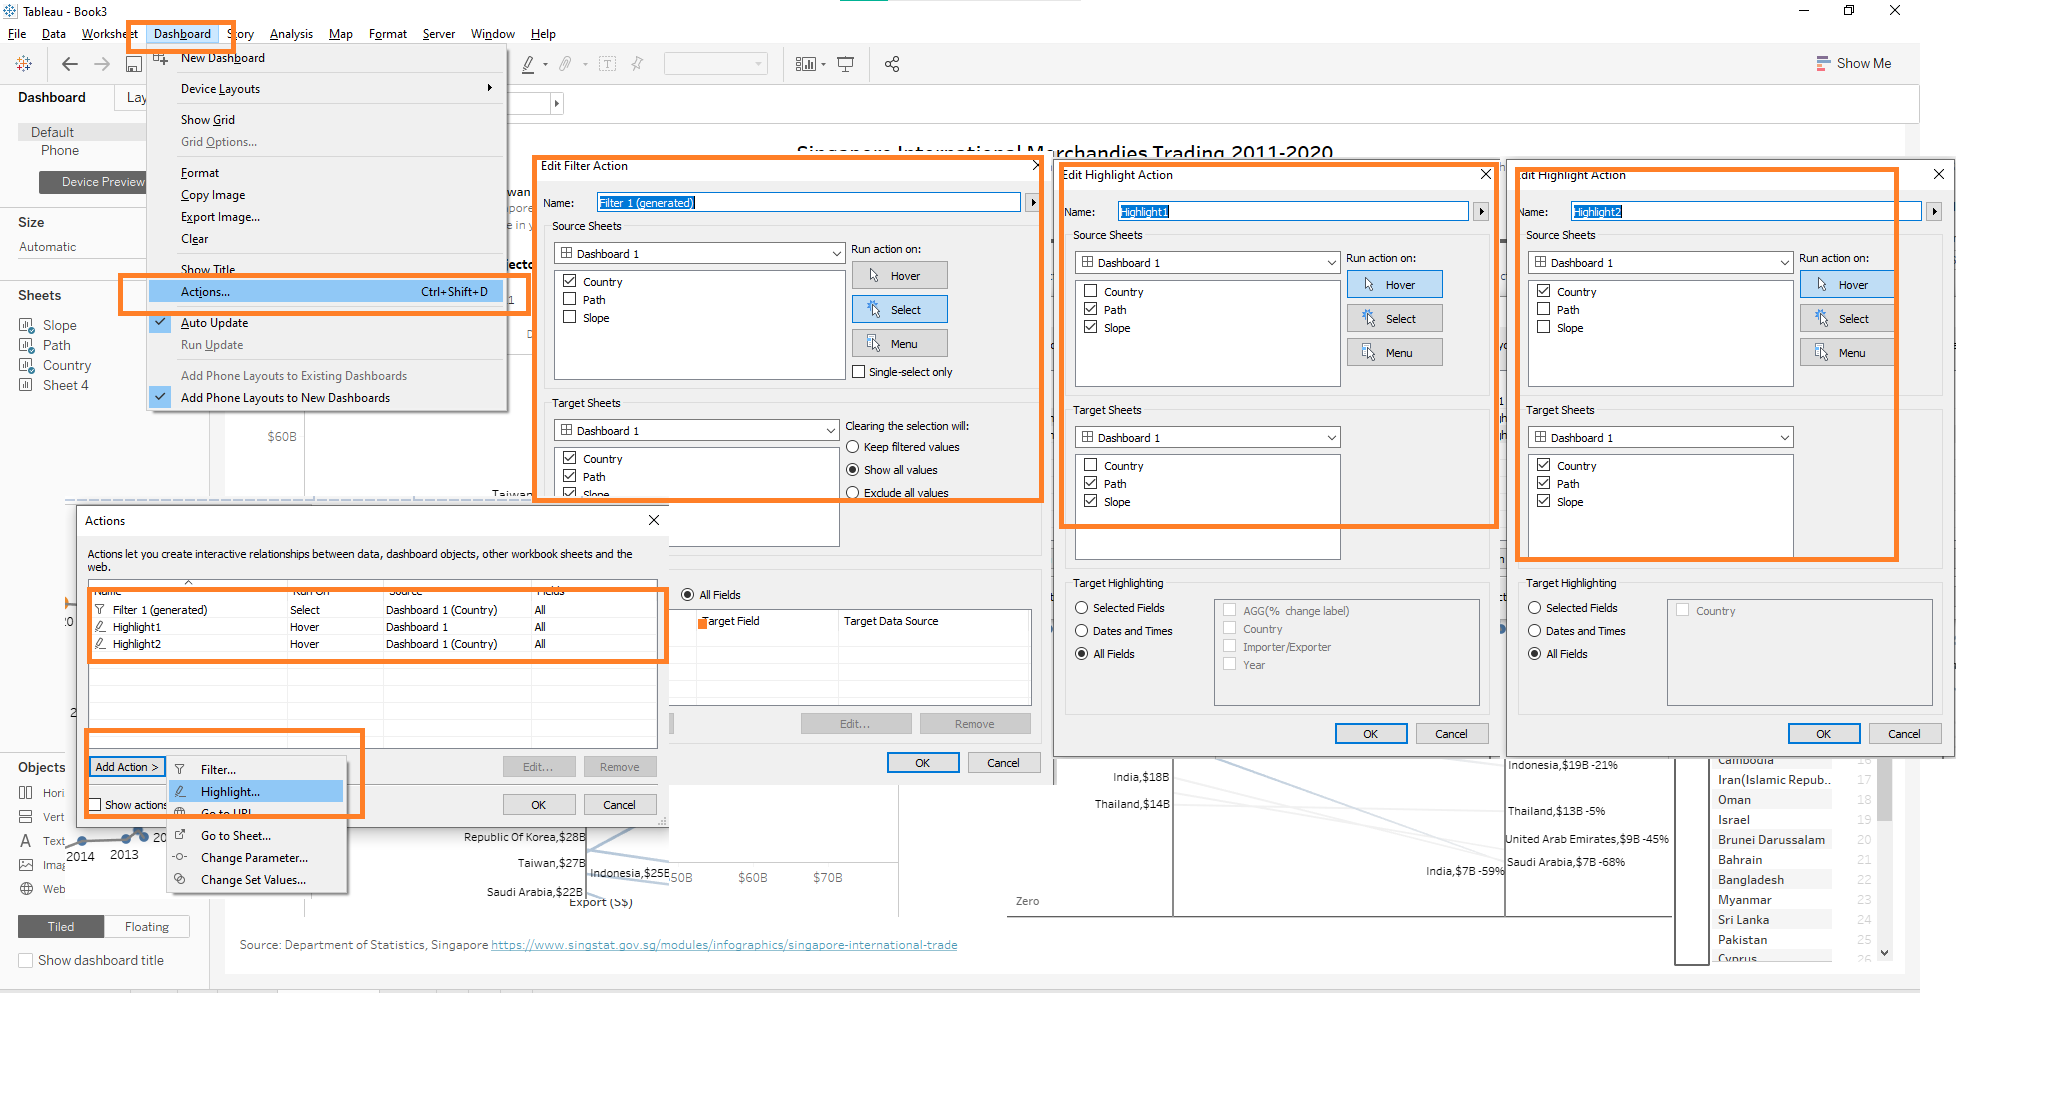 Tableau - Book3
File Data Worksheet Dashboard Story Analysis Map Format Server Window Help
Show Me
Dashboard
Default
Phone
Device Preview
Size
Automatic
Sheets
Slope
Path
Country
Sheet 4
New Dashboard
Device Layouts
Show Grid
Grid Options...
Format
Copy Image
Export Image...
Clear
Show Title
Actions... Ctrl+Shift+D
Auto Update
Run Update
Add Phone Layouts to Existing Dashboards
Add Phone Layouts to New Dashboards
Singapore International Merchandies Trading 2011-2020
Edit Filter Action
Name: Filter 1 (generated)
Source Sheets
Dashboard 1
Country
Path
Slope
Run action on:
Hover
Select
Menu
Single-select only
Target Sheets
Dashboard 1
Country
Path
Slope
Clearing the selection will:
Keep filtered values
Show all values
Exclude all values
All Fields
Target Field Target Data Source
Edit... Remove
OK Cancel
Edit Highlight Action
Name: Highlight1
Source Sheets
Dashboard 1
Country
Path
Slope
Run action on:
Hover
Select
Menu
Target Sheets
Dashboard 1
Country
Path
Slope
Target Highlighting
Selected Fields
Dates and Times
All Fields
AGG(% change label)
Country
Importer/Exporter
Year
OK Cancel
Edit Highlight Action
Name: Highlight2
Source Sheets
Dashboard 1
Country
Path
Slope
Run action on:
Hover
Select
Menu
Target Sheets
Dashboard 1
Country
Path
Slope
Target Highlighting
Selected Fields
Dates and Times
All Fields
Country
OK Cancel
$60B
Taiwan
Actions
Actions let you create interactive relationships between data, dashboard objects, other workbook sheets and the
web.
Name Run On Source Fields
Filter 1 (generated) Select Dashboard 1 (Country) All
Highlight1 Hover Dashboard 1 All
Highlight2 Hover Dashboard 1 (Country) All
Add Action > Edit... Remove
Show actions
OK Cancel
Filter...
Highlight...
Go to URL
Go to Sheet...
Change Parameter...
Change Set Values...
Objects
Hori
Vert
Text
Imag
Web
Tiled Floating
Show dashboard title
2014 2013
Republic Of Korea,$28B
Taiwan,$27B
Saudi Arabia,$22B
Indonesia,$25B
50B $60B $70B
Export (S$)
India,$18B
Thailand,$14B
Zero
Indonesia,$19B -21%
Thailand,$13B -5%
United Arab Emirates,$9B -45%
Saudi Arabia,$7B -68%
India,$7B -59%
Cambodia 16
Iran(Islamic Repub.. 17
Oman 18
Israel 19
Brunei Darussalam 20
Bahrain 21
Bangladesh 22
Myanmar 23
Sri Lanka 24
Pakistan 25
Cyprus 26
Source: Department of Statistics, Singapore https://www.singstat.gov.sg/modules/infographics/singapore-international-trade